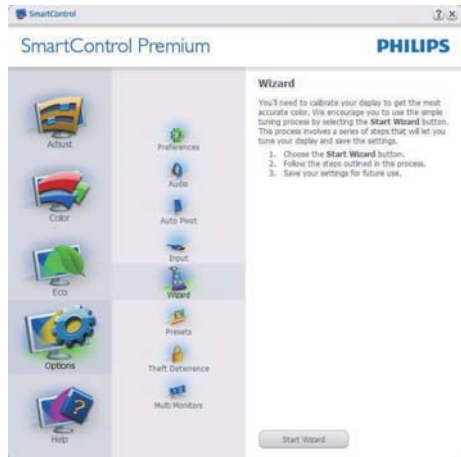 SmartControl
? x
SmartControl Premium
PHILIPS
Adjust
Color
Eco
Options
Help
Preferences
Audio
Auto Pivot
Input
Wizard
Presets
Theft Deterrence
Multi Monitors
Wizard
You'll need to calibrate your display to get the most
accurate color. We encourage you to use the simple
tuning process by selecting the Start Wizard button.
This process involves a series of steps that will let you
tune your display and save the settings.
1. Choose the Start Wizard button.
2. Follow the steps outlined in this process.
3. Save your settings for future use.
Start Wizard